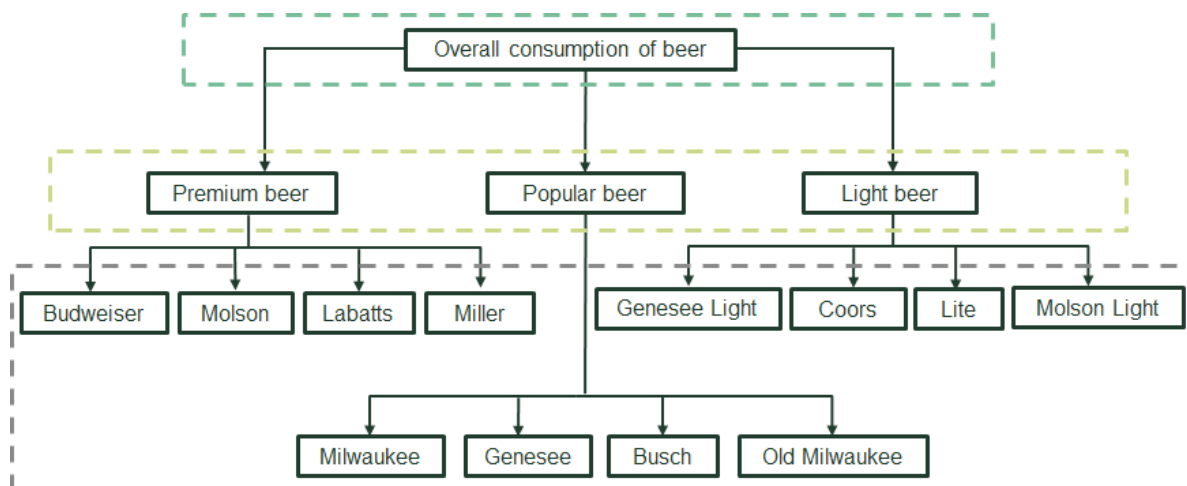 Overall consumption of beer
Premium beer
Popular beer
Light beer
Budweiser
Molson
Labatts
Miller
Genesee Light
Coors
Lite
Molson Light
Milwaukee
Genesee
Busch
Old Milwaukee